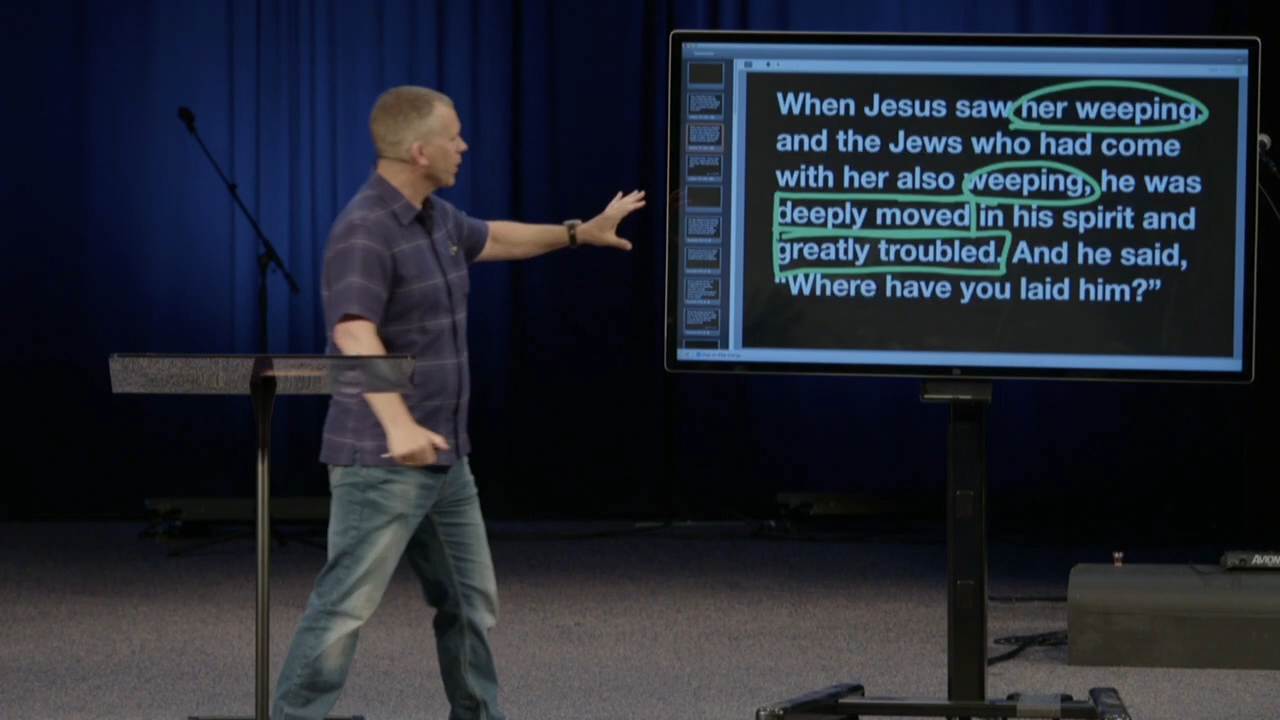 When Jesus saw her weeping,
and the Jews who had come
with her also weeping, he was
deeply moved in his spirit and
greatly troubled. And he said,
“Where have you laid him?”
AVION